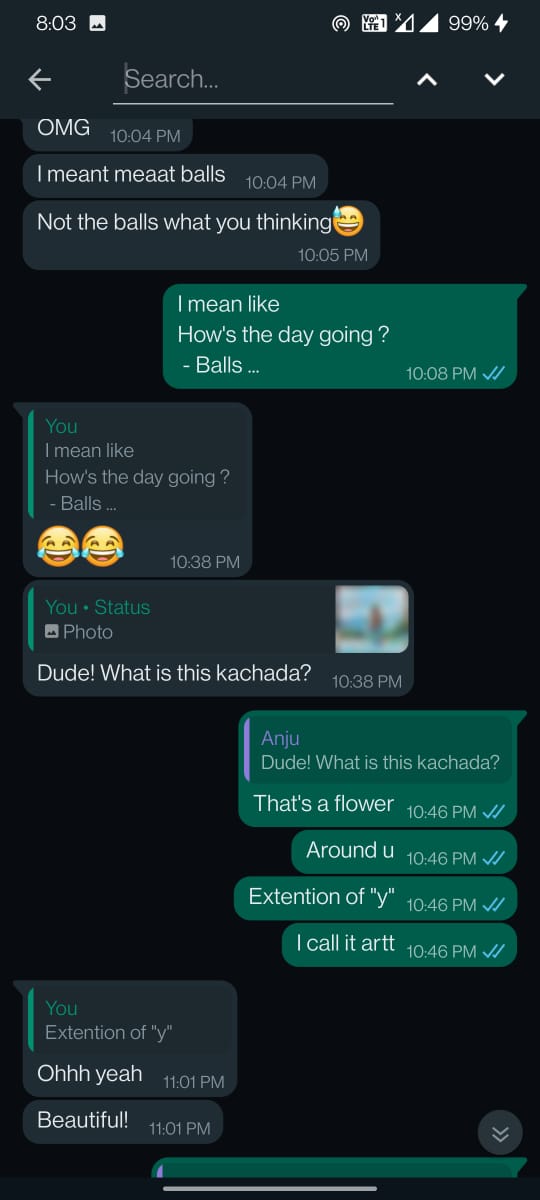 8:03
Vo)) LTE 1
x
99%
Search...
OMG 10:04 PM
I meant meaat balls 10:04 PM
Not the balls what you thinking😅
10:05 PM
I mean like
How's the day going ?
- Balls ... 10:08 PM
You
I mean like
How's the day going ?
- Balls ...
😂😂 10:38 PM
You • Status
Photo
Dude! What is this kachada? 10:38 PM
Anju
Dude! What is this kachada?
That's a flower 10:46 PM
Around u 10:46 PM
Extention of "y" 10:46 PM
I call it artt 10:46 PM
You
Extention of "y"
Ohhh yeah 11:01 PM
Beautiful! 11:01 PM